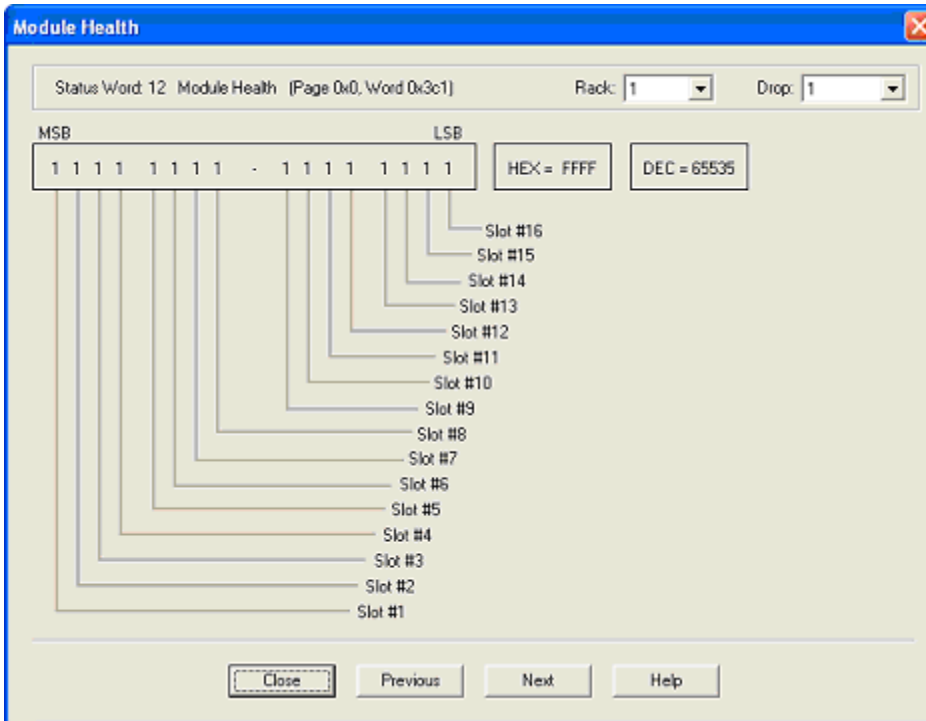 Module Health
Status Word: 12 Module Health (Page 0x0, Word 0x3c1) Rack: 1 Drop: 1
MSB LSB
1 1 1 1 1 1 1 1 - 1 1 1 1 1 1 1 1 HEX = FFFF DEC = 65535
Slot #16
Slot #15
Slot #14
Slot #13
Slot #12
Slot #11
Slot #10
Slot #9
Slot #8
Slot #7
Slot #6
Slot #5
Slot #4
Slot #3
Slot #2
Slot #1
Close Previous Next Help